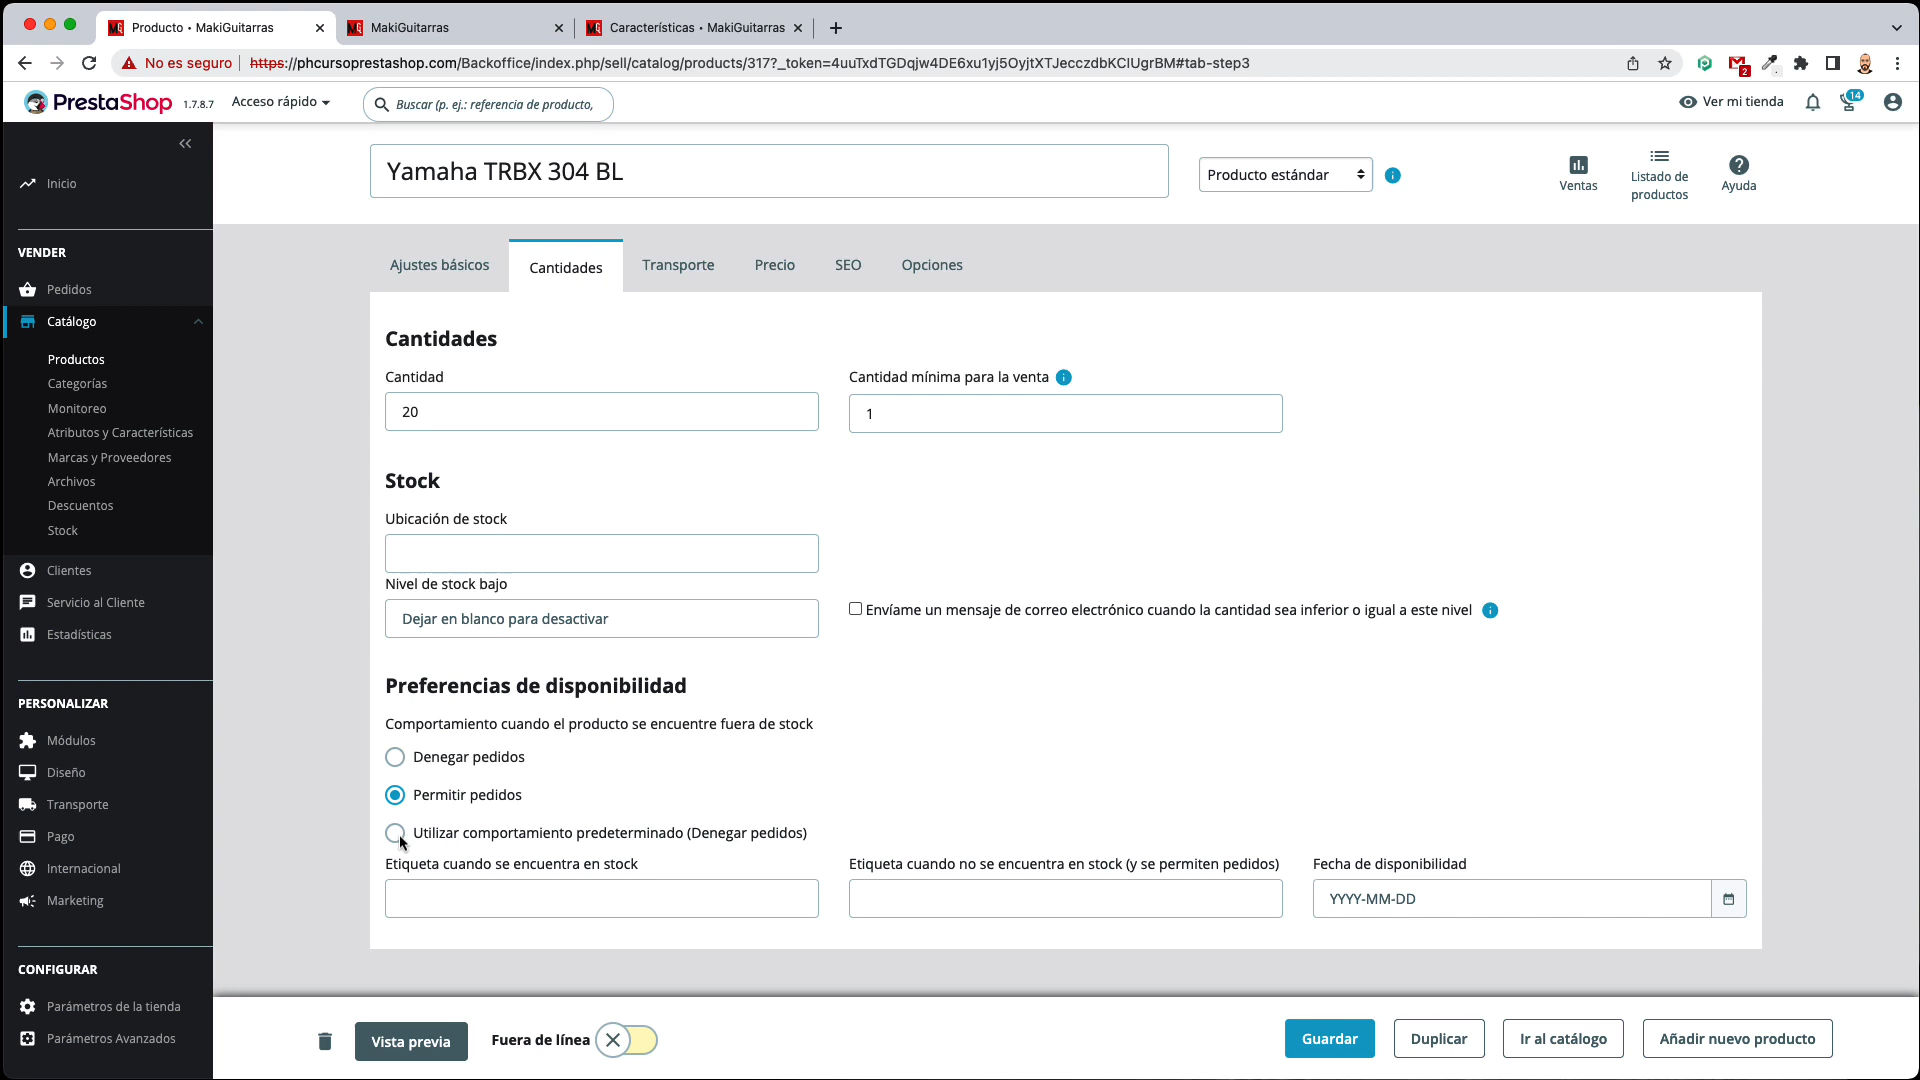 Producto • MakiGuitarras
MakiGuitarras
Características • MakiGuitarras
No es seguro
https://phcursoprestashop.com/Backoffice/index.php/sell/catalog/products/317?_token=4uuTxdTGDqjw4DE6xu1yj5OyjtXTJecczdbKCIUgrBM#tab-step3
2
PrestaShop 1.7.8.7
Acceso rápido
Buscar (p. ej.: referencia de producto,
Ver mi tienda
14
Inicio
VENDER
Pedidos
Catálogo
Productos
Categorías
Monitoreo
Atributos y Características
Marcas y Proveedores
Archivos
Descuentos
Stock
Clientes
Servicio al Cliente
Estadísticas
PERSONALIZAR
Módulos
Diseño
Transporte
Pago
Internacional
Marketing
CONFIGURAR
Parámetros de la tienda
Parámetros Avanzados
Yamaha TRBX 304 BL
Producto estándar
Ventas
Listado de
productos
Ayuda
Ajustes básicos
Cantidades
Transporte
Precio
SEO
Opciones
Cantidades
Cantidad
20
Cantidad mínima para la venta
1
Stock
Ubicación de stock
Nivel de stock bajo
Dejar en blanco para desactivar
Envíame un mensaje de correo electrónico cuando la cantidad sea inferior o igual a este nivel
Preferencias de disponibilidad
Comportamiento cuando el producto se encuentre fuera de stock
Denegar pedidos
Permitir pedidos
Utilizar comportamiento predeterminado (Denegar pedidos)
Etiqueta cuando se encuentra en stock
Etiqueta cuando no se encuentra en stock (y se permiten pedidos)
Fecha de disponibilidad
YYYY-MM-DD
Vista previa
Fuera de línea
Guardar
Duplicar
Ir al catálogo
Añadir nuevo producto